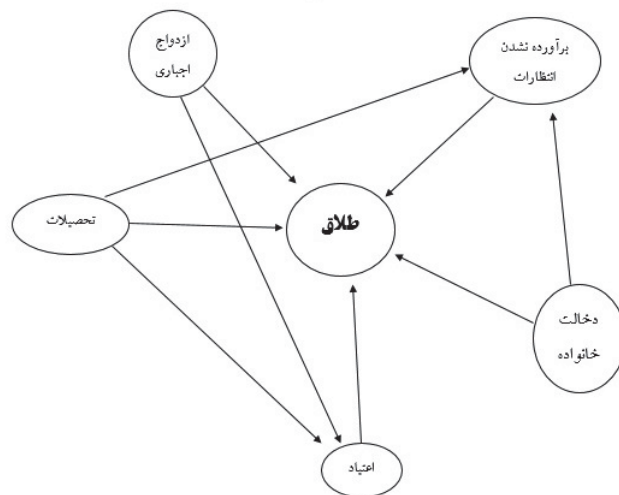 ازدواج
اجباری
برآورده نشدن
انتظارات
تحصیلات
طلاق
دخالت
خانواده
اعتیاد